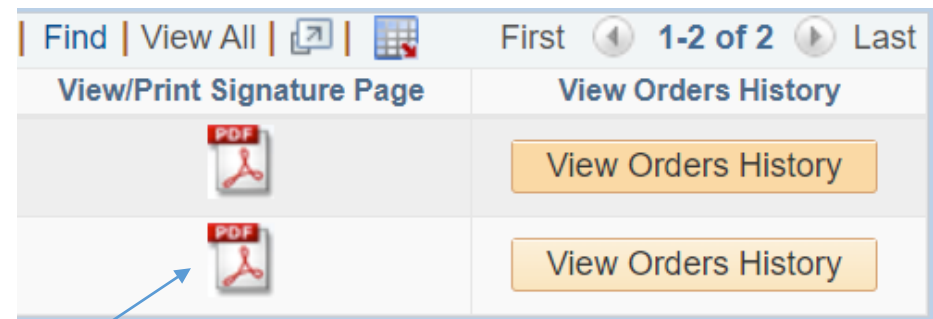 | Find | View All | | First 1-2 of 2 Last
View/Print Signature Page View Orders History
PDF View Orders History
PDF View Orders History